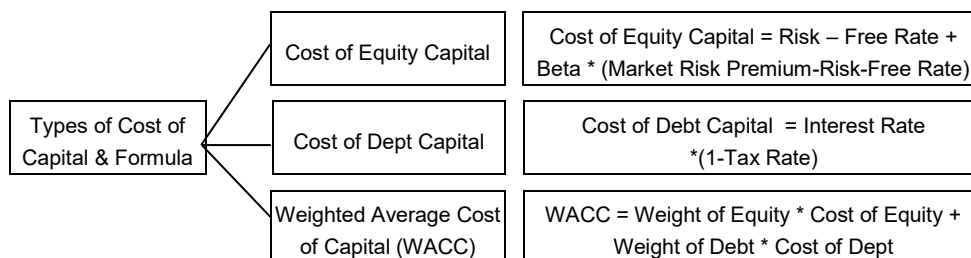 Types of Cost of
Capital & Formula
Cost of Equity Capital
Cost of Equity Capital = Risk – Free Rate +
Beta * (Market Risk Premium-Risk-Free Rate)
Cost of Dept Capital
Cost of Debt Capital = Interest Rate
*(1-Tax Rate)
Weighted Average Cost
of Capital (WACC)
WACC = Weight of Equity * Cost of Equity +
Weight of Debt * Cost of Dept